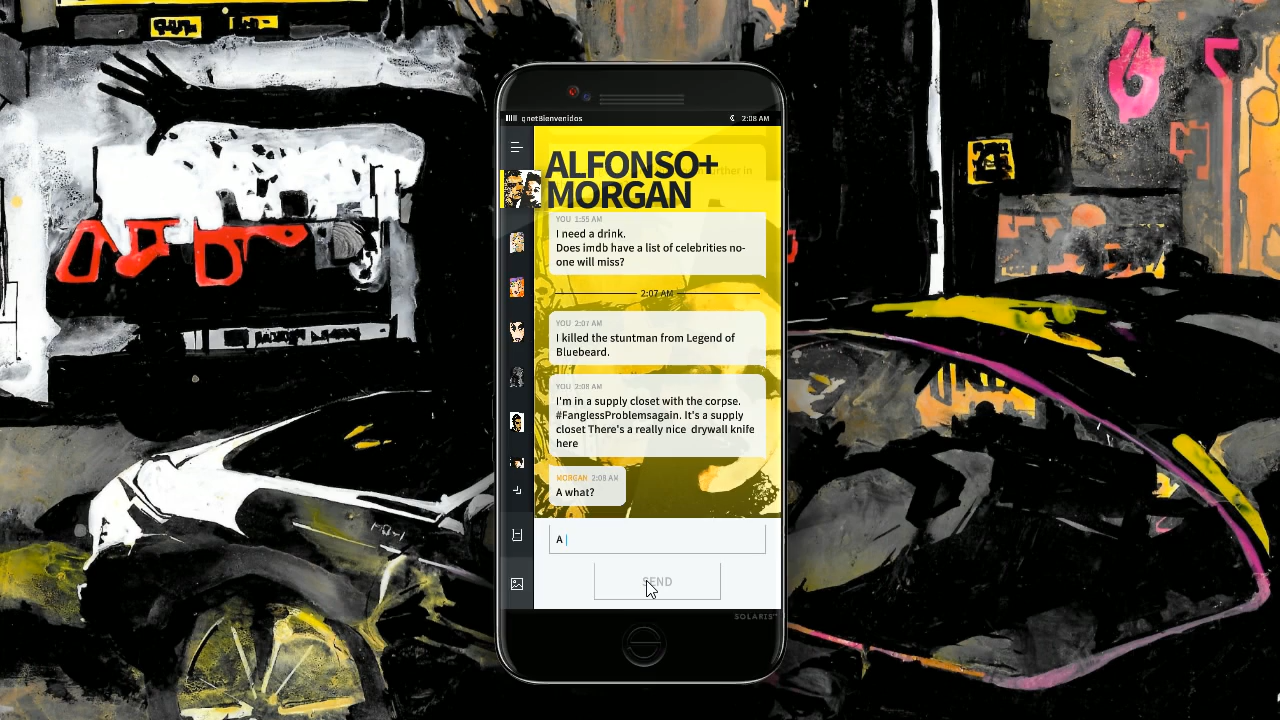 qnetBienvenidos
2:08 AM
further in
ALFONSO+
MORGAN
YOU 1:55 AM
I need a drink.
Does imdb have a list of celebrities no-
one will miss?
2:07 AM
YOU 2:07 AM
I killed the stuntman from Legend of
Bluebeard.
YOU 2:08 AM
I'm in a supply closet with the corpse.
#FanglessProblemsagain. It's a supply
closet There's a really nice drywall knife
here
MORGAN 2:08 AM
A what?
A
SEND
SOLARIS